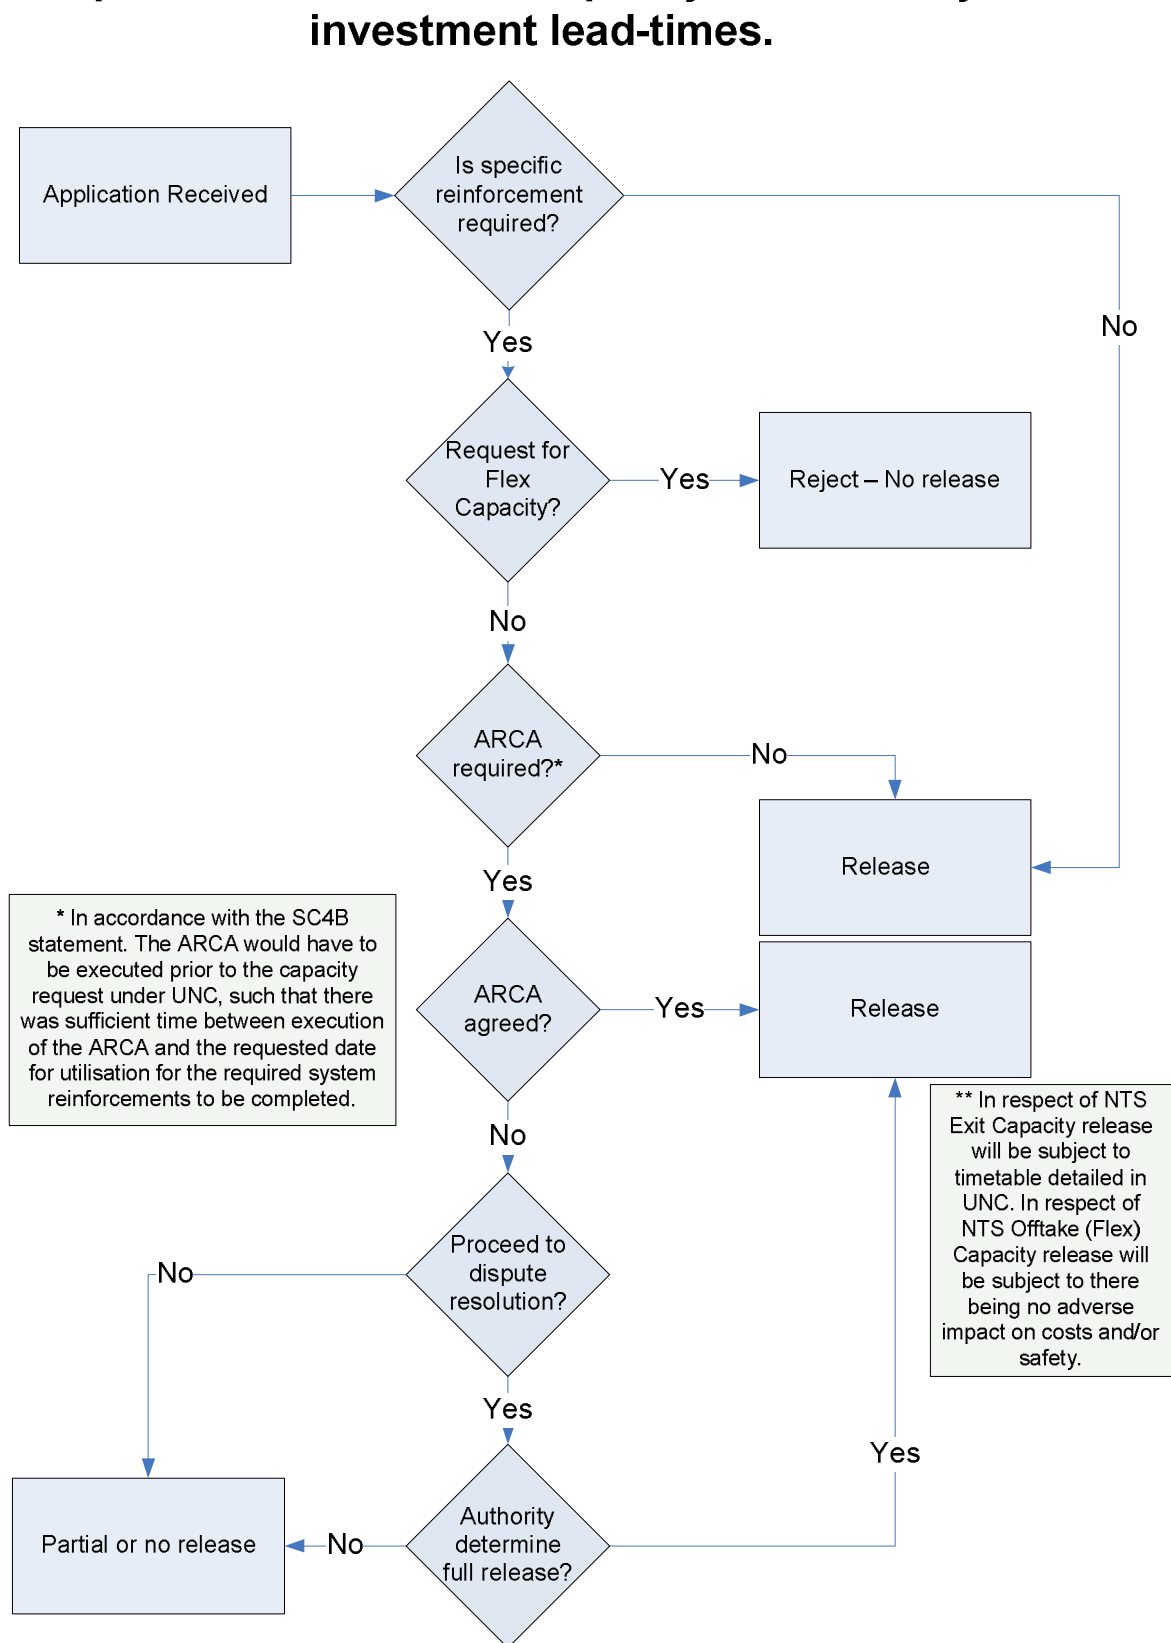 investment lead-times.
Application Received
Is specific
reinforcement
required?
No
Yes
Request for
Flex
Capacity?
Yes
Reject – No release
No
ARCA
required?*
No
Release
Yes
* In accordance with the SC4B
statement. The ARCA would have to
be executed prior to the capacity
request under UNC, such that there
was sufficient time between execution
of the ARCA and the requested date
for utilisation for the required system
reinforcements to be completed.
ARCA
agreed?
Yes
Release
** In respect of NTS
Exit Capacity release
will be subject to
timetable detailed in
UNC. In respect of
NTS Offtake (Flex)
Capacity release will
be subject to there
being no adverse
impact on costs and/or
safety.
No
Proceed to
dispute
resolution?
No
Yes
Yes
Authority
determine
full release?
No
Partial or no release